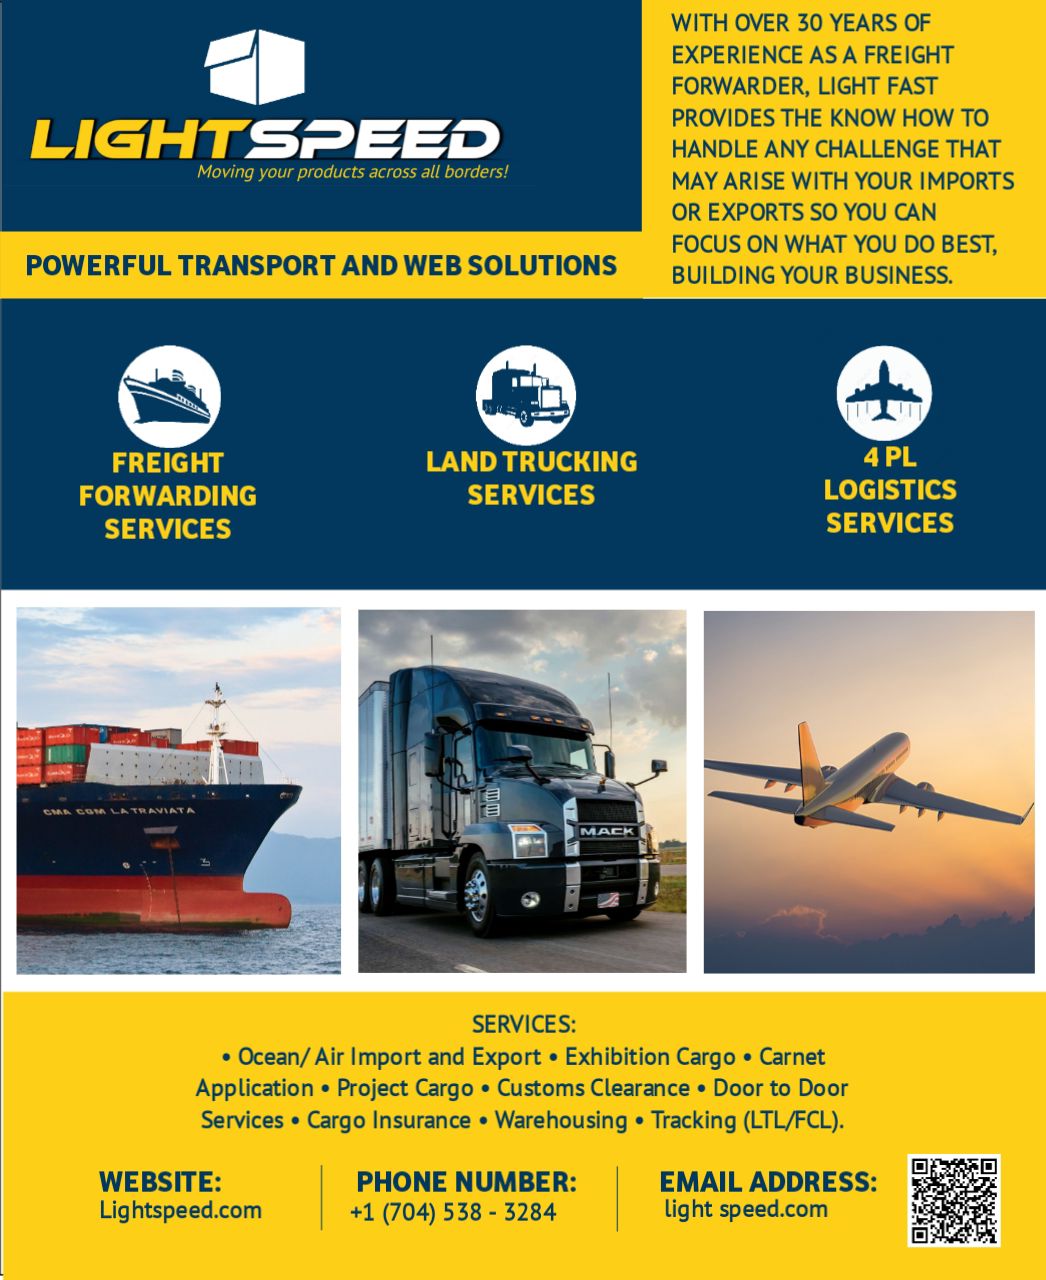 LIGHTSPEED
Moving your products across all borders!
WITH OVER 30 YEARS OF
EXPERIENCE AS A FREIGHT
FORWARDER, LIGHT FAST
PROVIDES THE KNOW HOW TO
HANDLE ANY CHALLENGE THAT
MAY ARISE WITH YOUR IMPORTS
OR EXPORTS SO YOU CAN
FOCUS ON WHAT YOU DO BEST,
BUILDING YOUR BUSINESS.
POWERFUL TRANSPORT AND WEB SOLUTIONS
FREIGHT
FORWARDING
SERVICES
LAND TRUCKING
SERVICES
4 PL
LOGISTICS
SERVICES
CMA CGM LA TRAVIATA
MACK
SERVICES:
• Ocean/ Air Import and Export • Exhibition Cargo • Carnet
Application • Project Cargo • Customs Clearance • Door to Door
Services • Cargo Insurance • Warehousing • Tracking (LTL/FCL).
WEBSITE:
Lightspeed.com
PHONE NUMBER:
+1 (704) 538 - 3284
EMAIL ADDRESS:
light speed.com